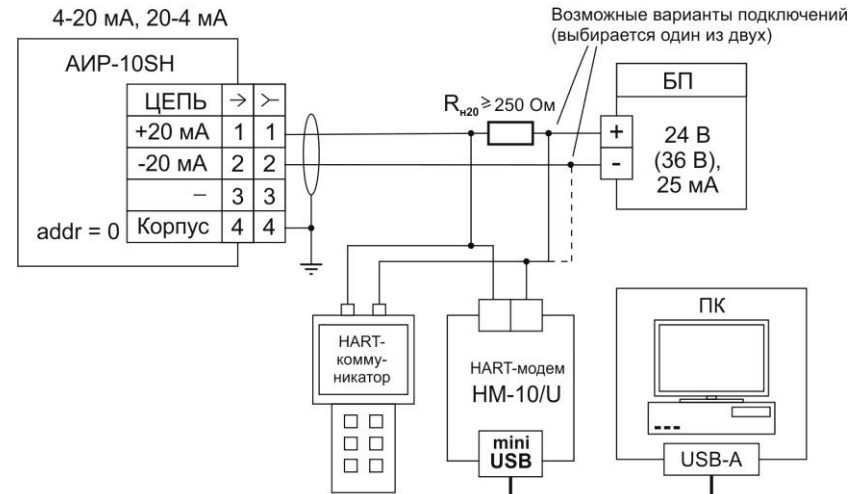 4-20 мА, 20-4 мА
Возможные варианты подключений
(выбирается один из двух)
АИР-10SH
ЦЕПЬ → ≻
+20 мА 1 1
-20 мА 2 2
– 3 3
Корпус 4 4
addr = 0
Rн20 ≥ 250 Ом
БП
+
-
24 В
(36 В),
25 мА
HART-
комму-
никатор
HART-модем
HM-10/U
mini
USB
ПК
USB-A